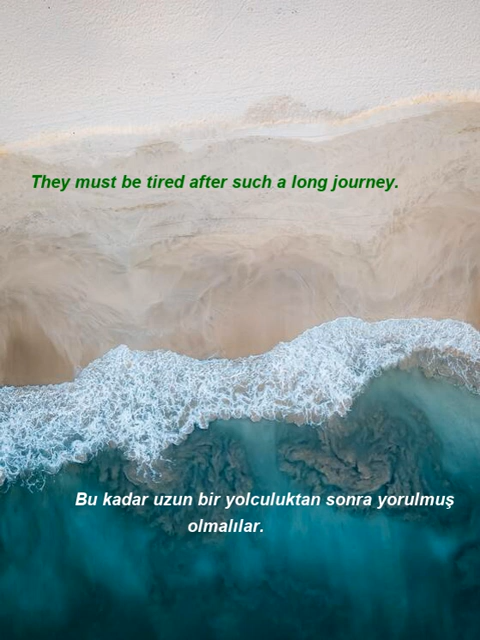 They must be tired after such a long journey.
Bu kadar uzun bir yolculuktan sonra yorulmuş
olmalılar.